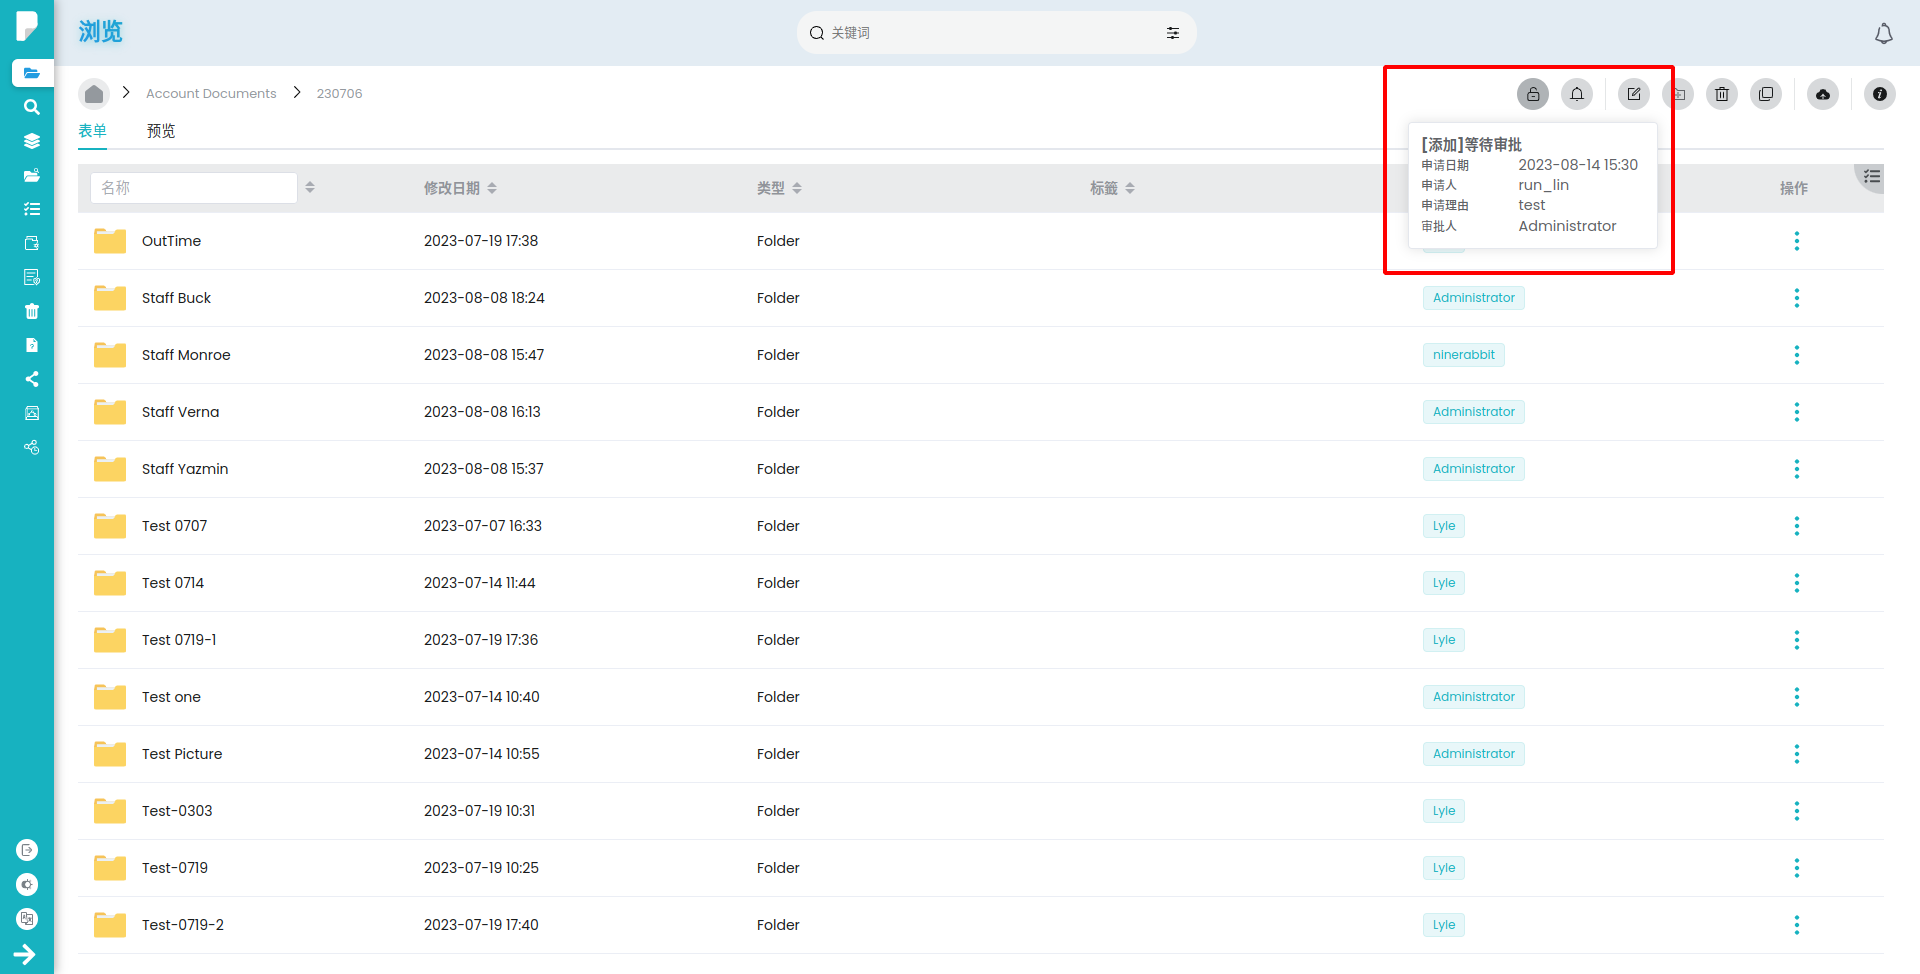 浏览
关键词
Account Documents
230706
表单
预览
[添加]等待审批
申请日期 2023-08-14 15:30
申请人 run_lin
申请理由 test
审批人 Administrator
名称 修改日期 类型 标籤 操作
OutTime 2023-07-19 17:38 Folder
Staff Buck 2023-08-08 18:24 Folder Administrator
Staff Monroe 2023-08-08 15:47 Folder ninerabbit
Staff Verna 2023-08-08 16:13 Folder Administrator
Staff Yazmin 2023-08-08 15:37 Folder Administrator
Test 0707 2023-07-07 16:33 Folder Lyle
Test 0714 2023-07-14 11:44 Folder Lyle
Test 0719-1 2023-07-19 17:36 Folder Lyle
Test one 2023-07-14 10:40 Folder Administrator
Test Picture 2023-07-14 10:55 Folder Administrator
Test-0303 2023-07-19 10:31 Folder Lyle
Test-0719 2023-07-19 10:25 Folder Lyle
Test-0719-2 2023-07-19 17:40 Folder Lyle